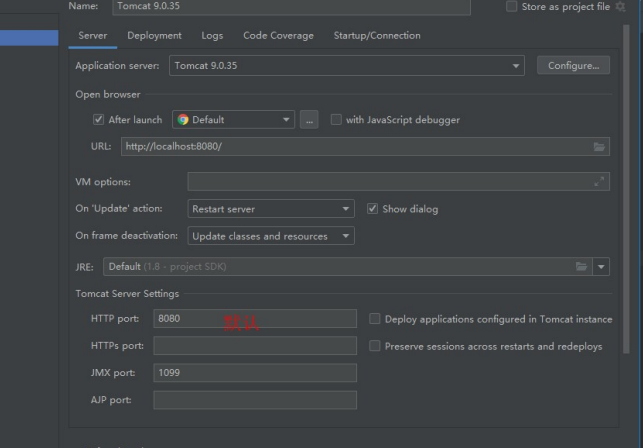 Name: Tomcat 9.0.35 Store as project file
Server Deployment Logs Code Coverage Startup/Connection
Application server: Tomcat 9.0.35 Configure...
Open browser
After launch Default ... with JavaScript debugger
URL: http://localhost:8080/
VM options:
On 'Update' action: Restart server Show dialog
On frame deactivation: Update classes and resources
JRE: Default (1.8 - project SDK)
Tomcat Server Settings
HTTP port: 8080 默认 Deploy applications configured in Tomcat instance
HTTPs port: Preserve sessions across restarts and redeploys
JMX port: 1099
AJP port: